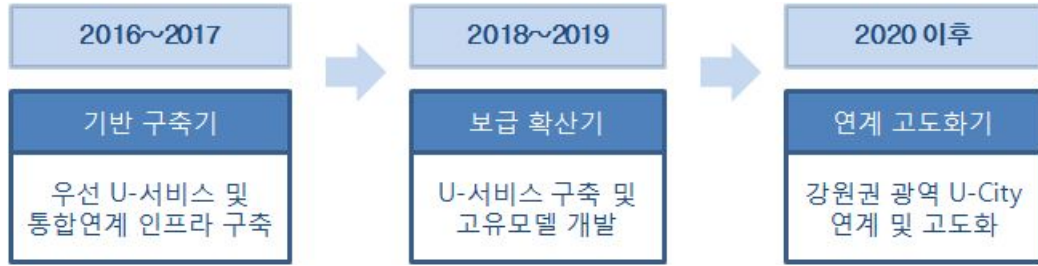 2016~2017
기반 구축기
우선 U-서비스 및
통합연계 인프라 구축
2018~2019
보급 확산기
U-서비스 구축 및
고유모델 개발
2020 이후
연계 고도화기
강원권 광역 U-City
연계 및 고도화